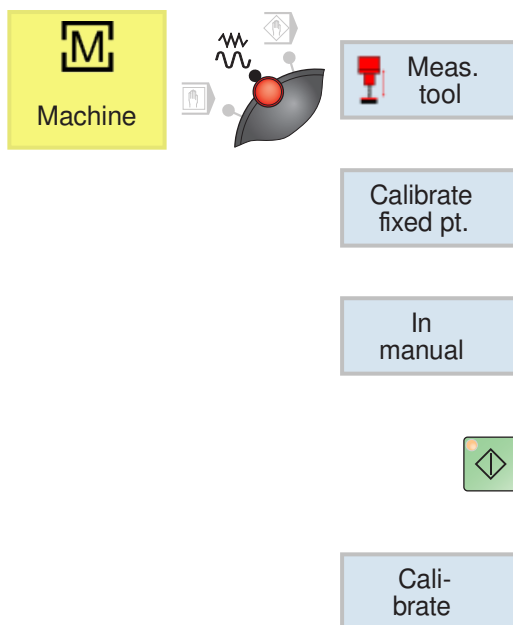 M
Machine
Meas.
tool
Calibrate
fixed pt.
In
manual
Cali-
brate